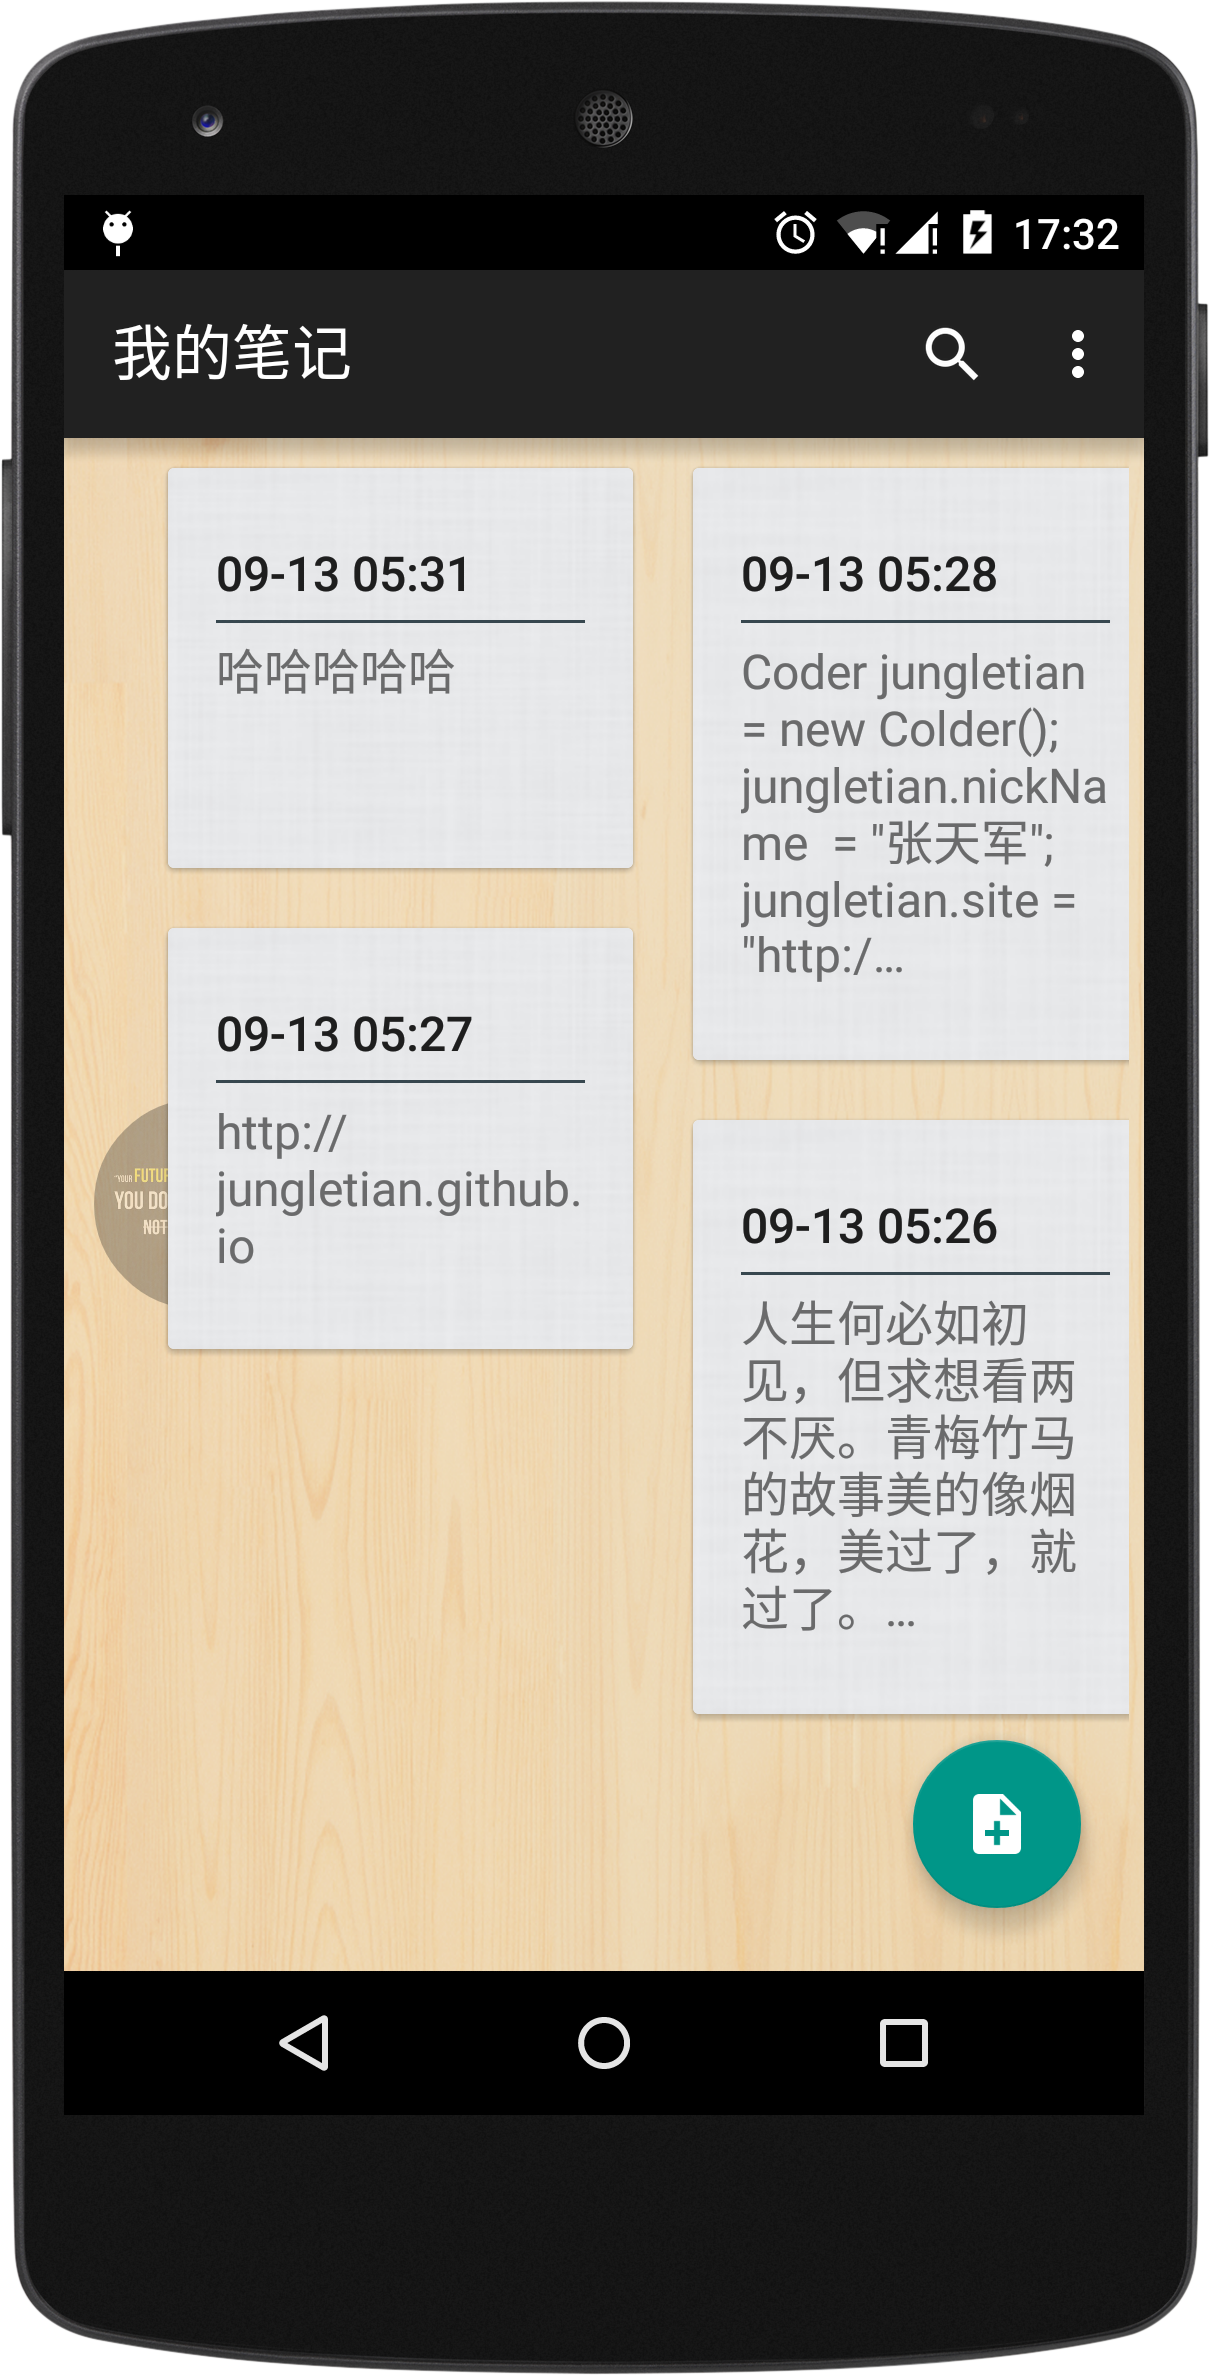 17:32
我的笔记
09-13 05:31
哈哈哈哈哈
09-13 05:28
Coder jungletian
= new Colder();
jungletian.nickNa
me = "张天军";
jungletian.site =
"http:/...
09-13 05:27
http://
jungletian.github.
io
"YOUR FUTUR
YOU DO
NOT
09-13 05:26
人生何必如初
见，但求想看两
不厌。青梅竹马
的故事美的像烟
花，美过了，就
过了。...